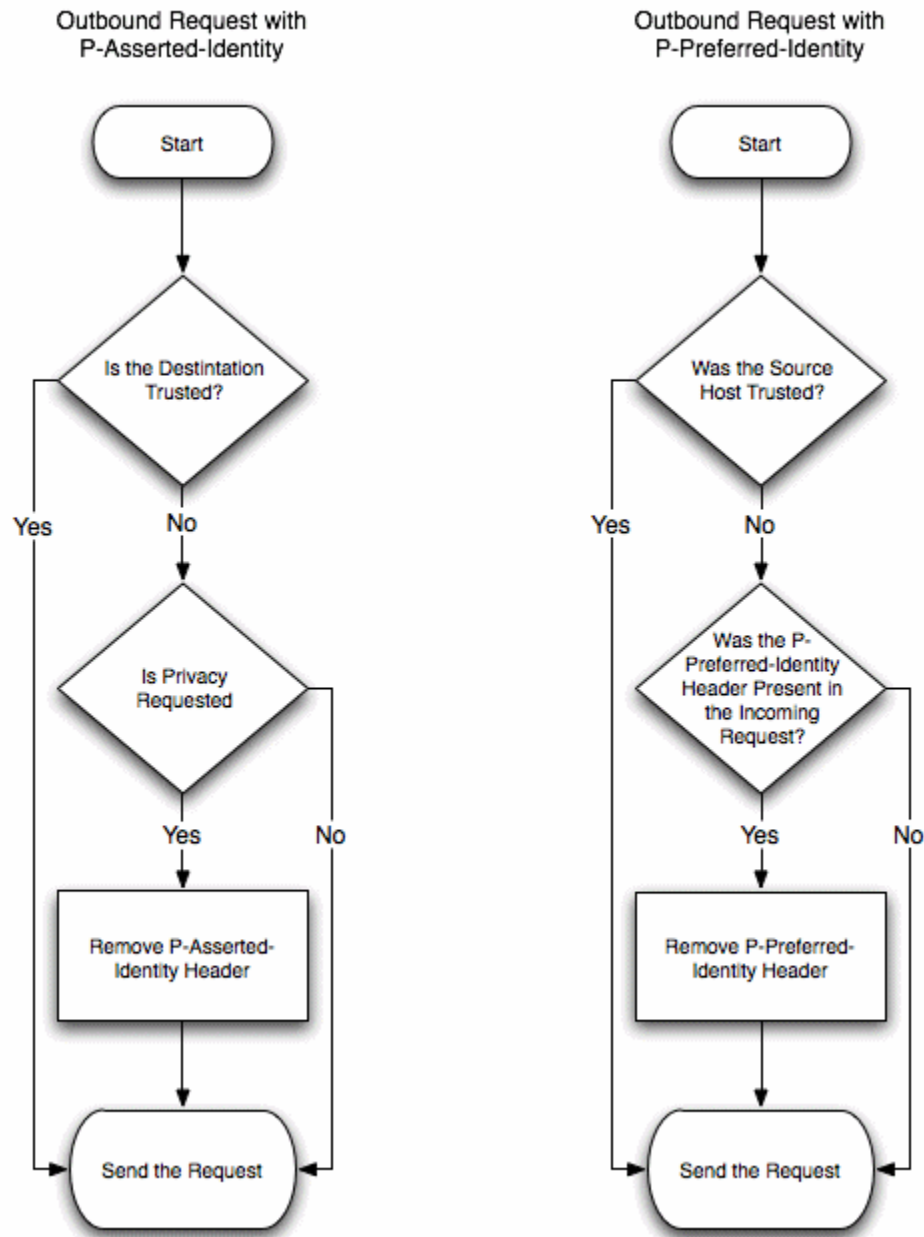 Outbound Request with
P-Asserted-Identity
Start
Is the Destintation
Trusted?
Yes
No
Is Privacy
Requested
Yes
No
Remove P-Asserted-
Identity Header
Send the Request
Outbound Request with
P-Preferred-Identity
Start
Was the Source
Host Trusted?
Yes
No
Was the P-
Preferred-Identity
Header Present in
the Incoming
Request?
Yes
No
Remove P-Preferred-
Identity Header
Send the Request